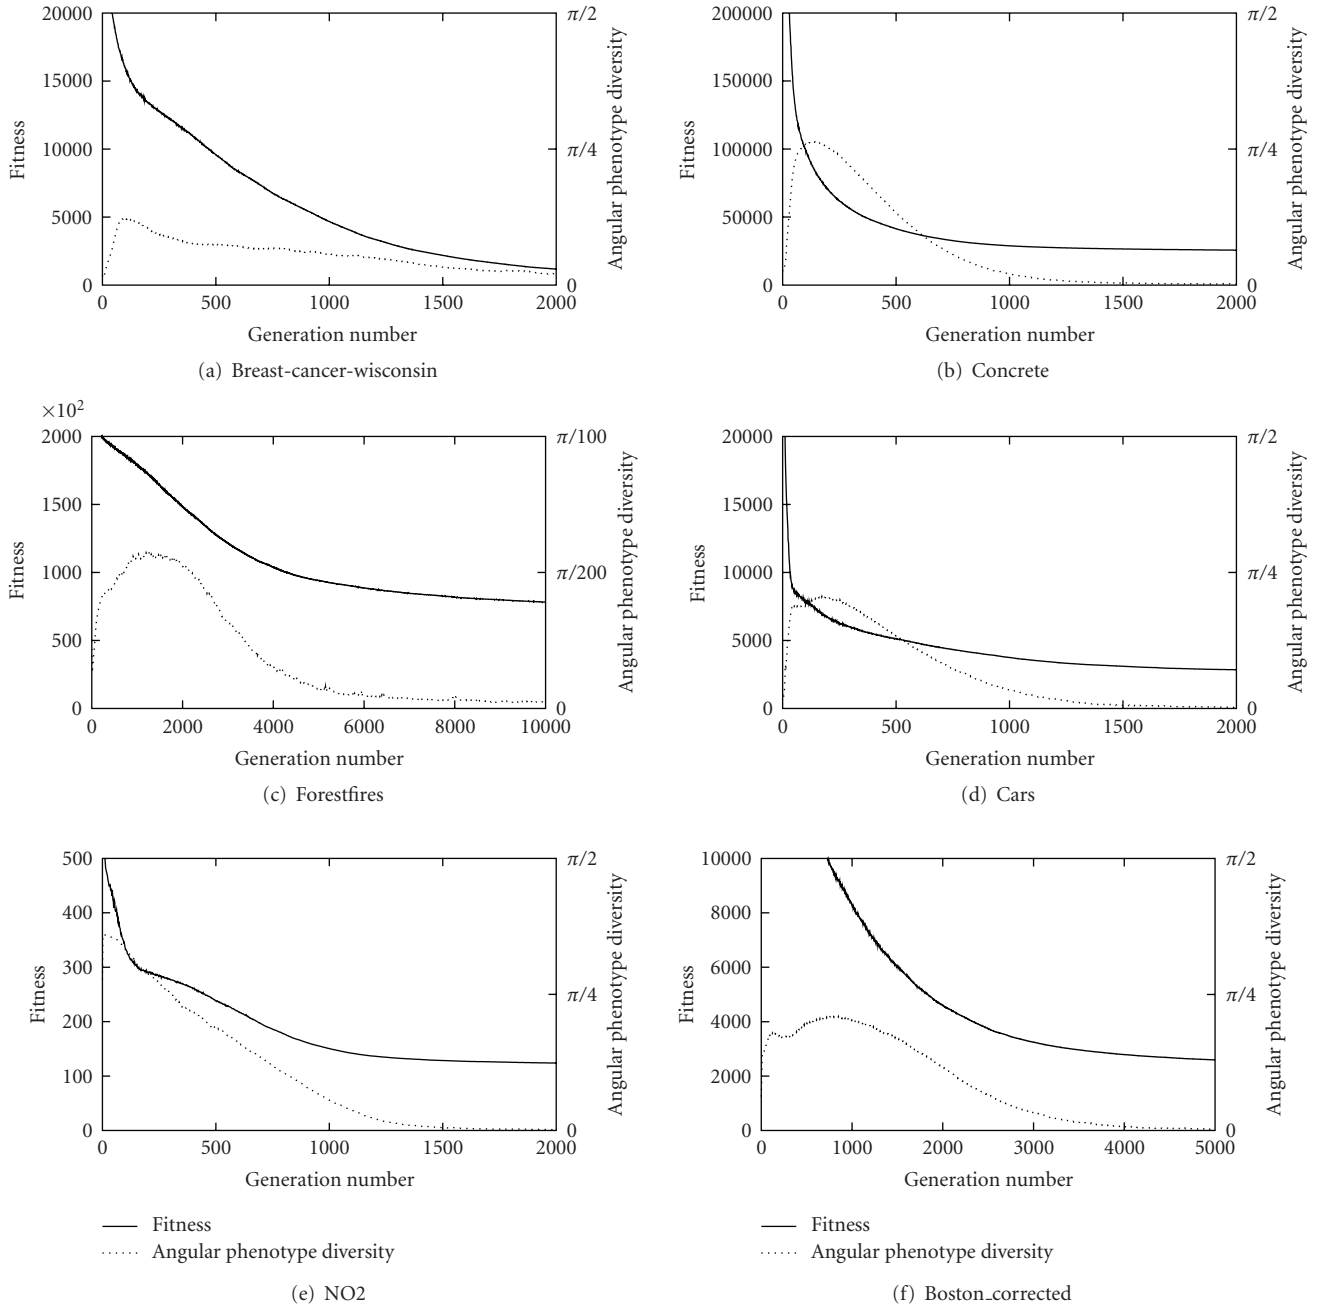 20000
15000
10000
5000
0
Fitness
π/2
π/4
0
Angular phenotype diversity
0 500 1000 1500 2000
Generation number
(a) Breast-cancer-wisconsin
200000
150000
100000
50000
0
Fitness
π/2
π/4
0
Angular phenotype diversity
0 500 1000 1500 2000
Generation number
(b) Concrete
×10²
2000
1500
1000
500
0
Fitness
π/100
π/200
0
Angular phenotype diversity
0 2000 4000 6000 8000 10000
Generation number
(c) Forestfires
20000
15000
10000
5000
0
Fitness
π/2
π/4
0
Angular phenotype diversity
0 500 1000 1500 2000
Generation number
(d) Cars
500
400
300
200
100
0
Fitness
π/2
π/4
0
Angular phenotype diversity
0 500 1000 1500 2000
Generation number
Fitness
Angular phenotype diversity
(e) NO2
10000
8000
6000
4000
2000
0
Fitness
π/2
π/4
0
Angular phenotype diversity
0 1000 2000 3000 4000 5000
Generation number
Fitness
Angular phenotype diversity
(f) Boston_corrected